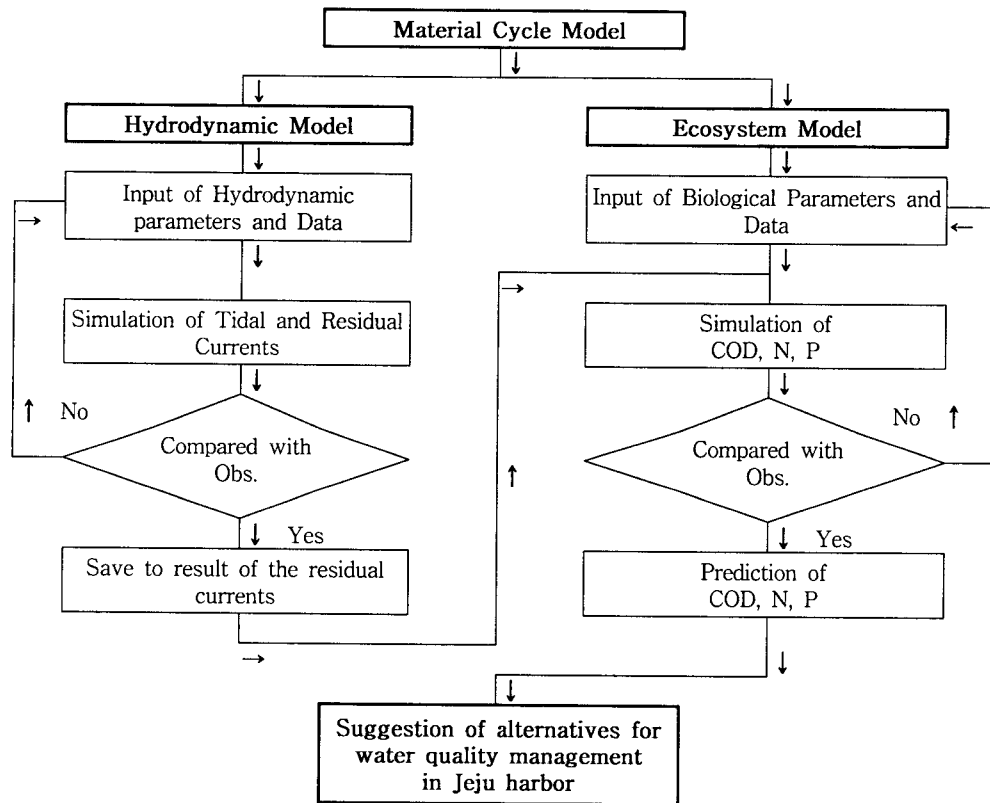 Material Cycle Model
↓
↓
↓
Hydrodynamic Model
Ecosystem Model
↓
↓
Input of Hydrodynamic
parameters and Data
→
Input of Biological Parameters and
Data
←
↓
↓
→
Simulation of Tidal and Residual
Currents
Simulation of
COD, N, P
↓
↓
↑ No
Compared with
Obs.
No ↑
Compared with
Obs.
↑
↓ Yes
↓ Yes
Save to result of the residual
currents
Prediction of
COD, N, P
→
↓
↓
Suggestion of alternatives for
water quality management
in Jeju harbor